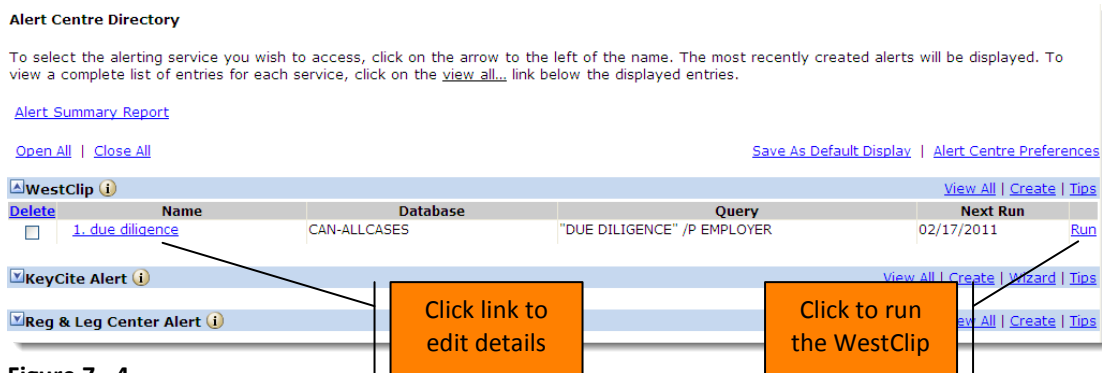 Alert Centre Directory
To select the alerting service you wish to access, click on the arrow to the left of the name. The most recently created alerts will be displayed. To
view a complete list of entries for each service, click on the view all... link below the displayed entries.
Alert Summary Report
Open All | Close All Save As Default Display | Alert Centre Preferences
WestClip i View All | Create | Tips
Delete Name Database Query Next Run
1. due diligence CAN-ALLCASES "DUE DILIGENCE" /P EMPLOYER 02/17/2011 Run
KeyCite Alert i View All | Create | Wizard | Tips
Reg & Leg Center Alert i ew All | Create | Tips
Click link to
edit details
Click to run
the WestClip